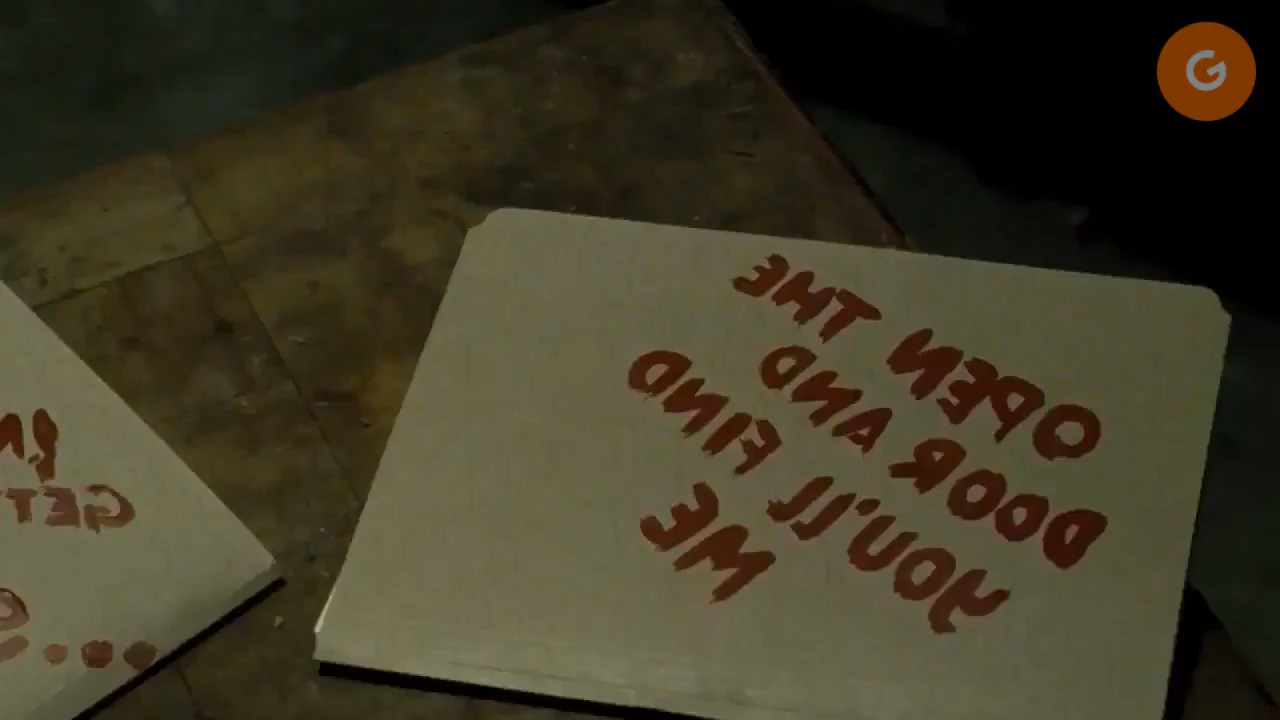 OPEN THE
DOOR AND
YOU'LL FIND
ME
GET
G